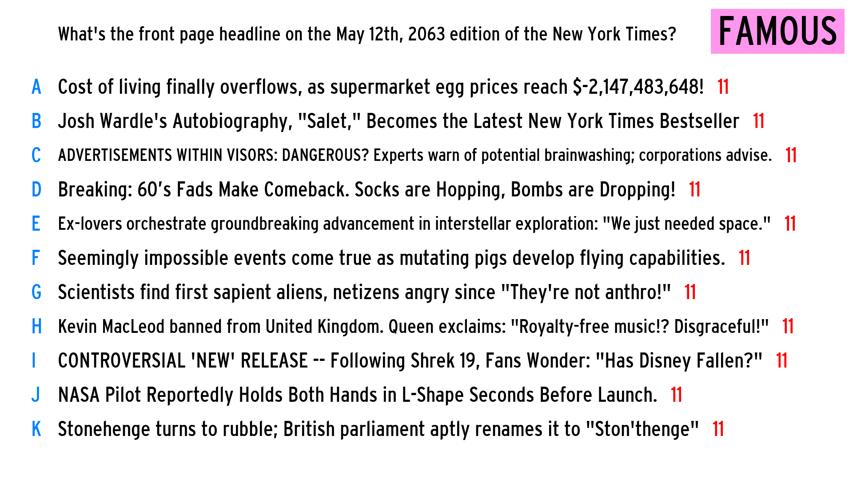 What's the front page headline on the May 12th, 2063 edition of the New York Times? FAMOUS
A Cost of living finally overflows, as supermarket egg prices reach $-2,147,483,648! 11
B Josh Wardle's Autobiography, "Salet," Becomes the Latest New York Times Bestseller 11
C ADVERTISEMENTS WITHIN VISORS: DANGEROUS? Experts warn of potential brainwashing; corporations advise. 11
D Breaking: 60's Fads Make Comeback. Socks are Hopping, Bombs are Dropping! 11
E Ex-lovers orchestrate groundbreaking advancement in interstellar exploration: "We just needed space." 11
F Seemingly impossible events come true as mutating pigs develop flying capabilities. 11
G Scientists find first sapient aliens, netizens angry since "They're not anthro!" 11
H Kevin MacLeod banned from United Kingdom. Queen exclaims: "Royalty-free music!? Disgraceful!" 11
I CONTROVERSIAL 'NEW' RELEASE -- Following Shrek 19, Fans Wonder: "Has Disney Fallen?" 11
J NASA Pilot Reportedly Holds Both Hands in L-Shape Seconds Before Launch. 11
K Stonehenge turns to rubble; British parliament aptly renames it to "Ston'thenge" 11